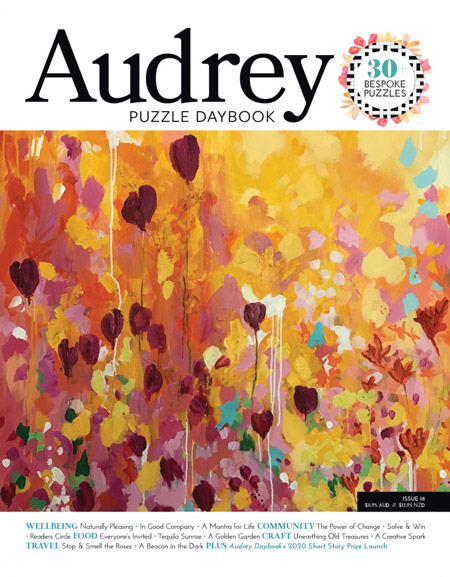 Audrey
PUZZLE DAYBOOK
30+
BESPOKE
PUZZLES
ISSUE 16
$11.95 AUD // $13.95 NZD
WELLBEING Naturally Pleasing • In Good Company • A Mantra for Life COMMUNITY The Power of Change • Solve & Win
• Readers Circle FOOD Everyone's Invited • Tequila Sunrise • A Golden Garden CRAFT Unearthing Old Treasures • A Creative Spark
TRAVEL Stop & Smell the Roses • A Beacon in the Dark PLUS Audrey Daybook's 2020 Short Story Prize Launch